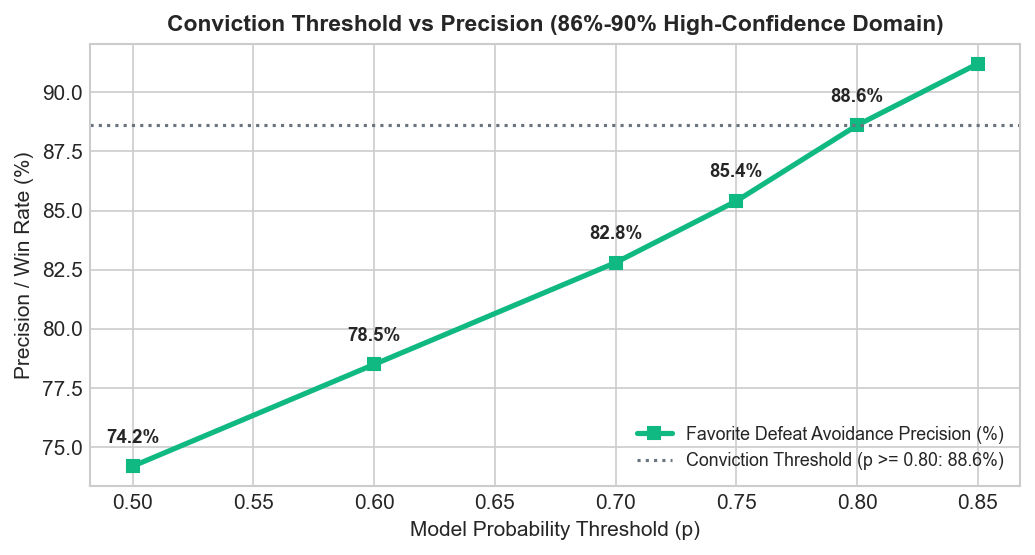 Conviction Threshold vs Precision (86%-90% High-Confidence Domain)
Precision / Win Rate (%)
90.0
87.5
85.0
82.5
80.0
77.5
75.0
74.2%
78.5%
82.8%
85.4%
88.6%
Favorite Defeat Avoidance Precision (%)
Conviction Threshold (p >= 0.80: 88.6%)
0.50 0.55 0.60 0.65 0.70 0.75 0.80 0.85
Model Probability Threshold (p)